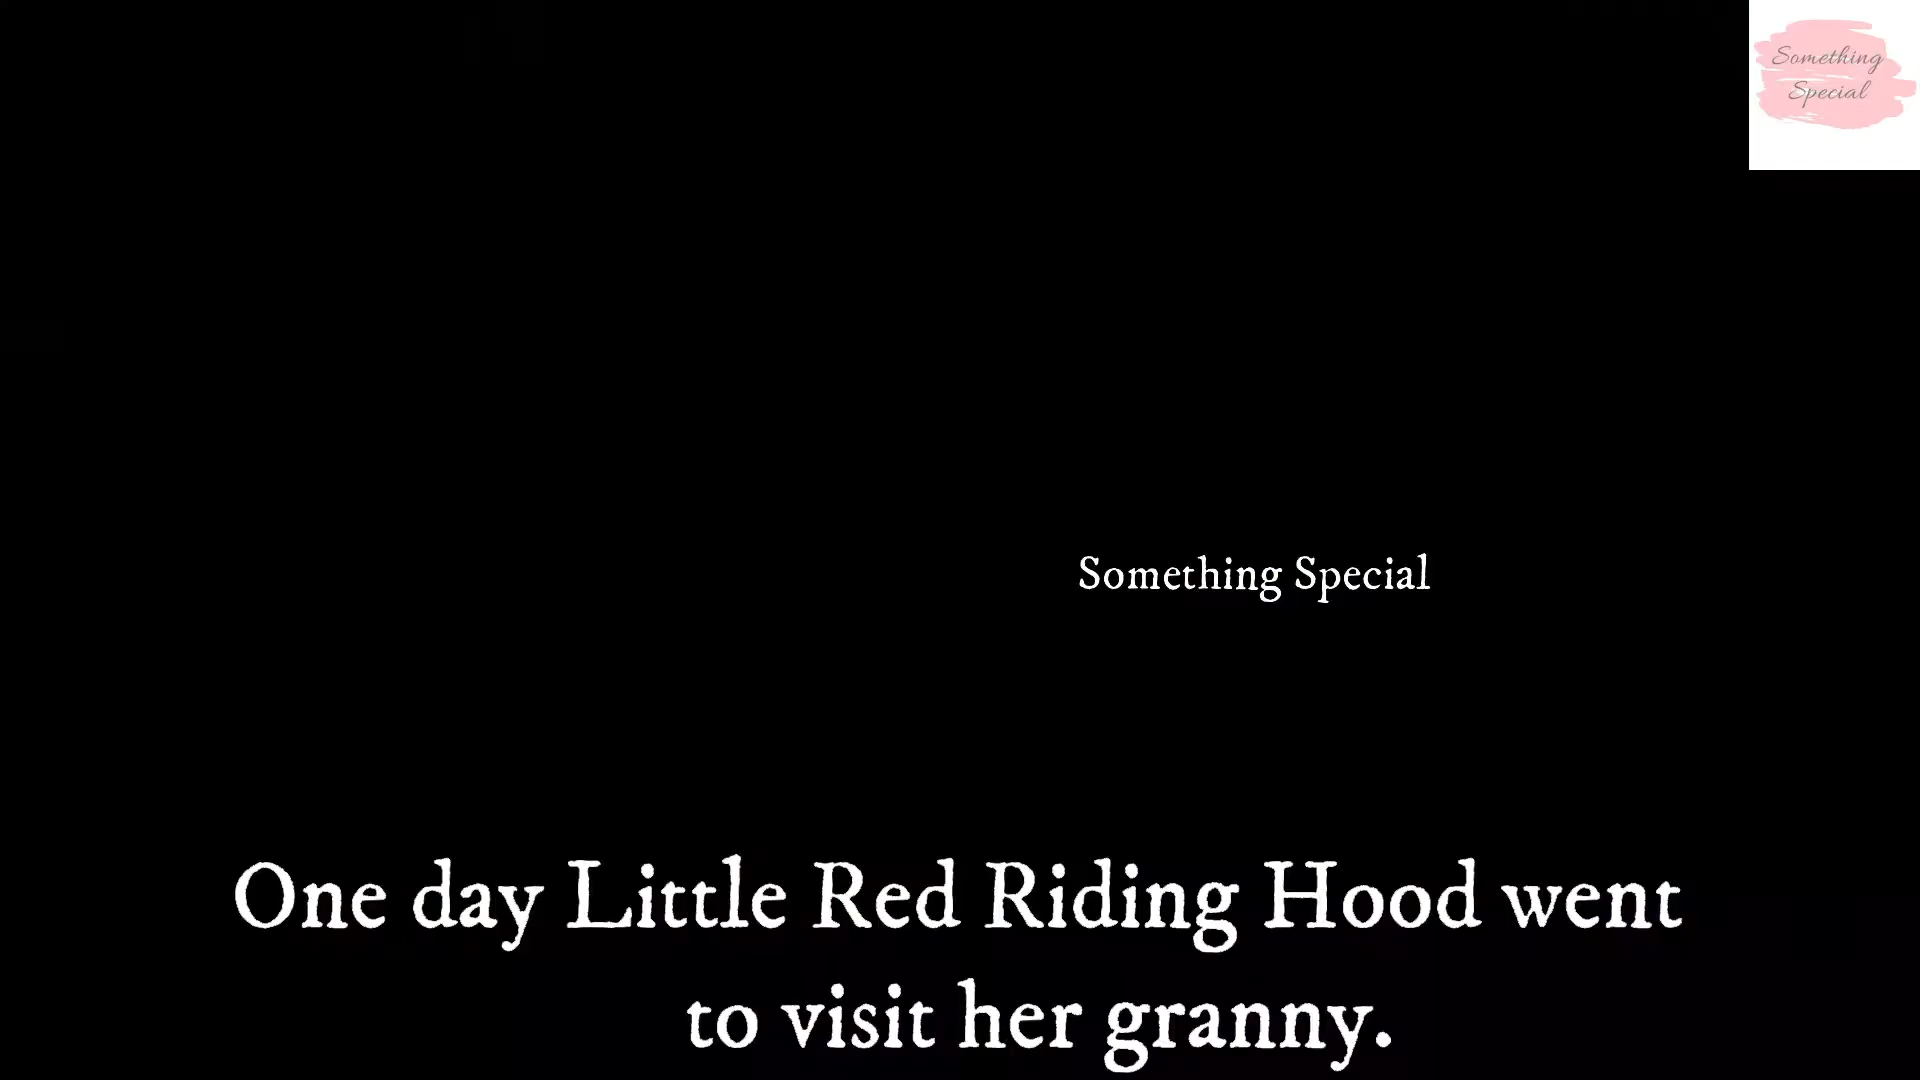 Something
Special
Something Special
One day Little Red Riding Hood went
to visit her granny.